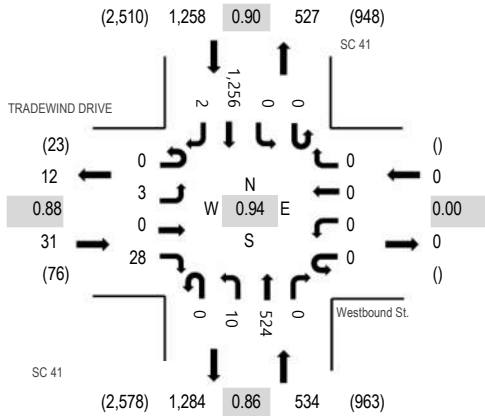 (2,510) 1,258 0.90 527 (948)
SC 41
2 1,256 0 0
TRADEWIND DRIVE
(23) 0 0 ()
12 3 N 0 0
0.88 0 W 0.94 E 0 0.00
31 28 S 0 0
(76) ()
0 10 524 0
Westbound St.
SC 41
(2,578) 1,284 0.86 534 (963)